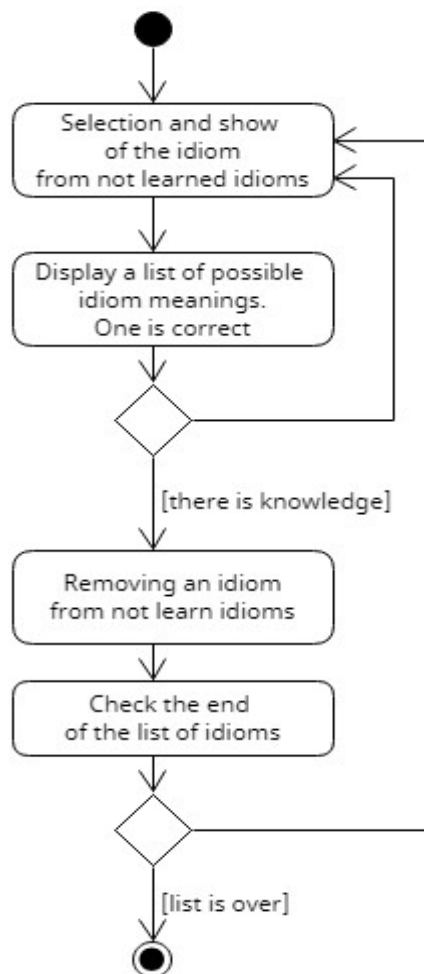 Selection and show
of the idiom
from not learned idioms
Display a list of possible
idiom meanings.
One is correct
[there is knowledge]
Removing an idiom
from not learn idioms
Check the end
of the list of idioms
[list is over]